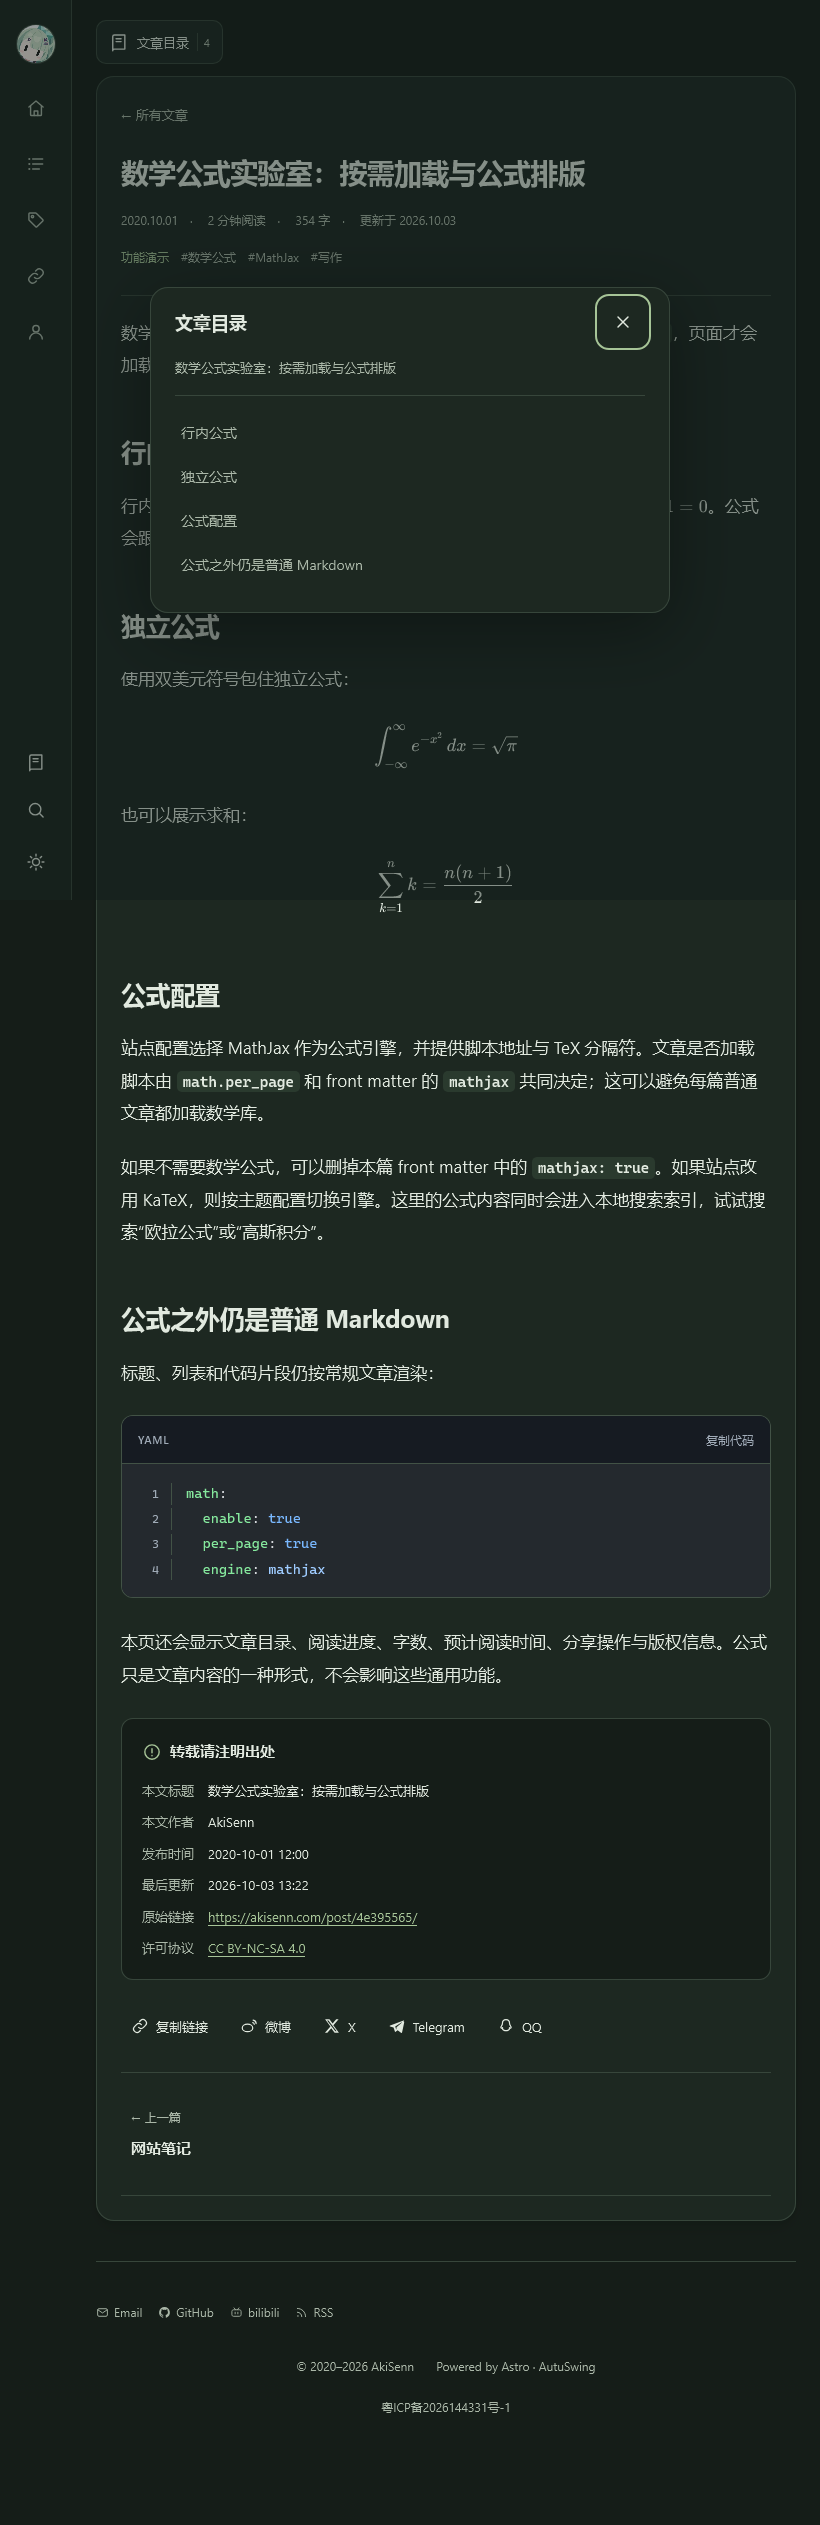 文章目录 4
← 所有文章
数学公式实验室：按需加载与公式排版
2020.10.01 · 2 分钟阅读 · 354 字 · 更新于 2026.10.03
功能演示 #数学公式 #MathJax #写作
文章目录
数学公式实验室：按需加载与公式排版
行内公式
独立公式
公式配置
公式之外仍是普通 Markdown
数学
，页面才会
加载
行内
= 0。公式
会跟
独立公式
使用双美元符号包住独立公式：
∫_{-∞}^{∞} e^{-x^2} dx = √π
也可以展示求和：
∑_{k=1}^{n} k = n(n + 1)/2
公式配置
站点配置选择 MathJax 作为公式引擎，并提供脚本地址与 TeX 分隔符。文章是否加载
脚本由 math.per_page 和 front matter 的 mathjax 共同决定；这可以避免每篇普通
文章都加载数学库。
如果不需要数学公式，可以删掉本篇 front matter 中的 mathjax: true。如果站点改
用 KaTeX，则按主题配置切换引擎。这里的公式内容同时会进入本地搜索索引，试试搜
索“欧拉公式”或“高斯积分”。
公式之外仍是普通 Markdown
标题、列表和代码片段仍按常规文章渲染：
YAML 复制代码
1 math:
2 enable: true
3 per_page: true
4 engine: mathjax
本页还会显示文章目录、阅读进度、字数、预计阅读时间、分享操作与版权信息。公式
只是文章内容的一种形式，不会影响这些通用功能。
转载请注明出处
本文标题 数学公式实验室：按需加载与公式排版
本文作者 AkiSenn
发布时间 2020-10-01 12:00
最后更新 2026-10-03 13:22
原始链接 https://akisenn.com/post/4e395565/
许可协议 CC BY-NC-SA 4.0
复制链接 微博 X Telegram QQ
← 上一篇
网站笔记
Email GitHub bilibili RSS
© 2020–2026 AkiSenn Powered by Astro · AutuSwing
粤ICP备2026144331号-1